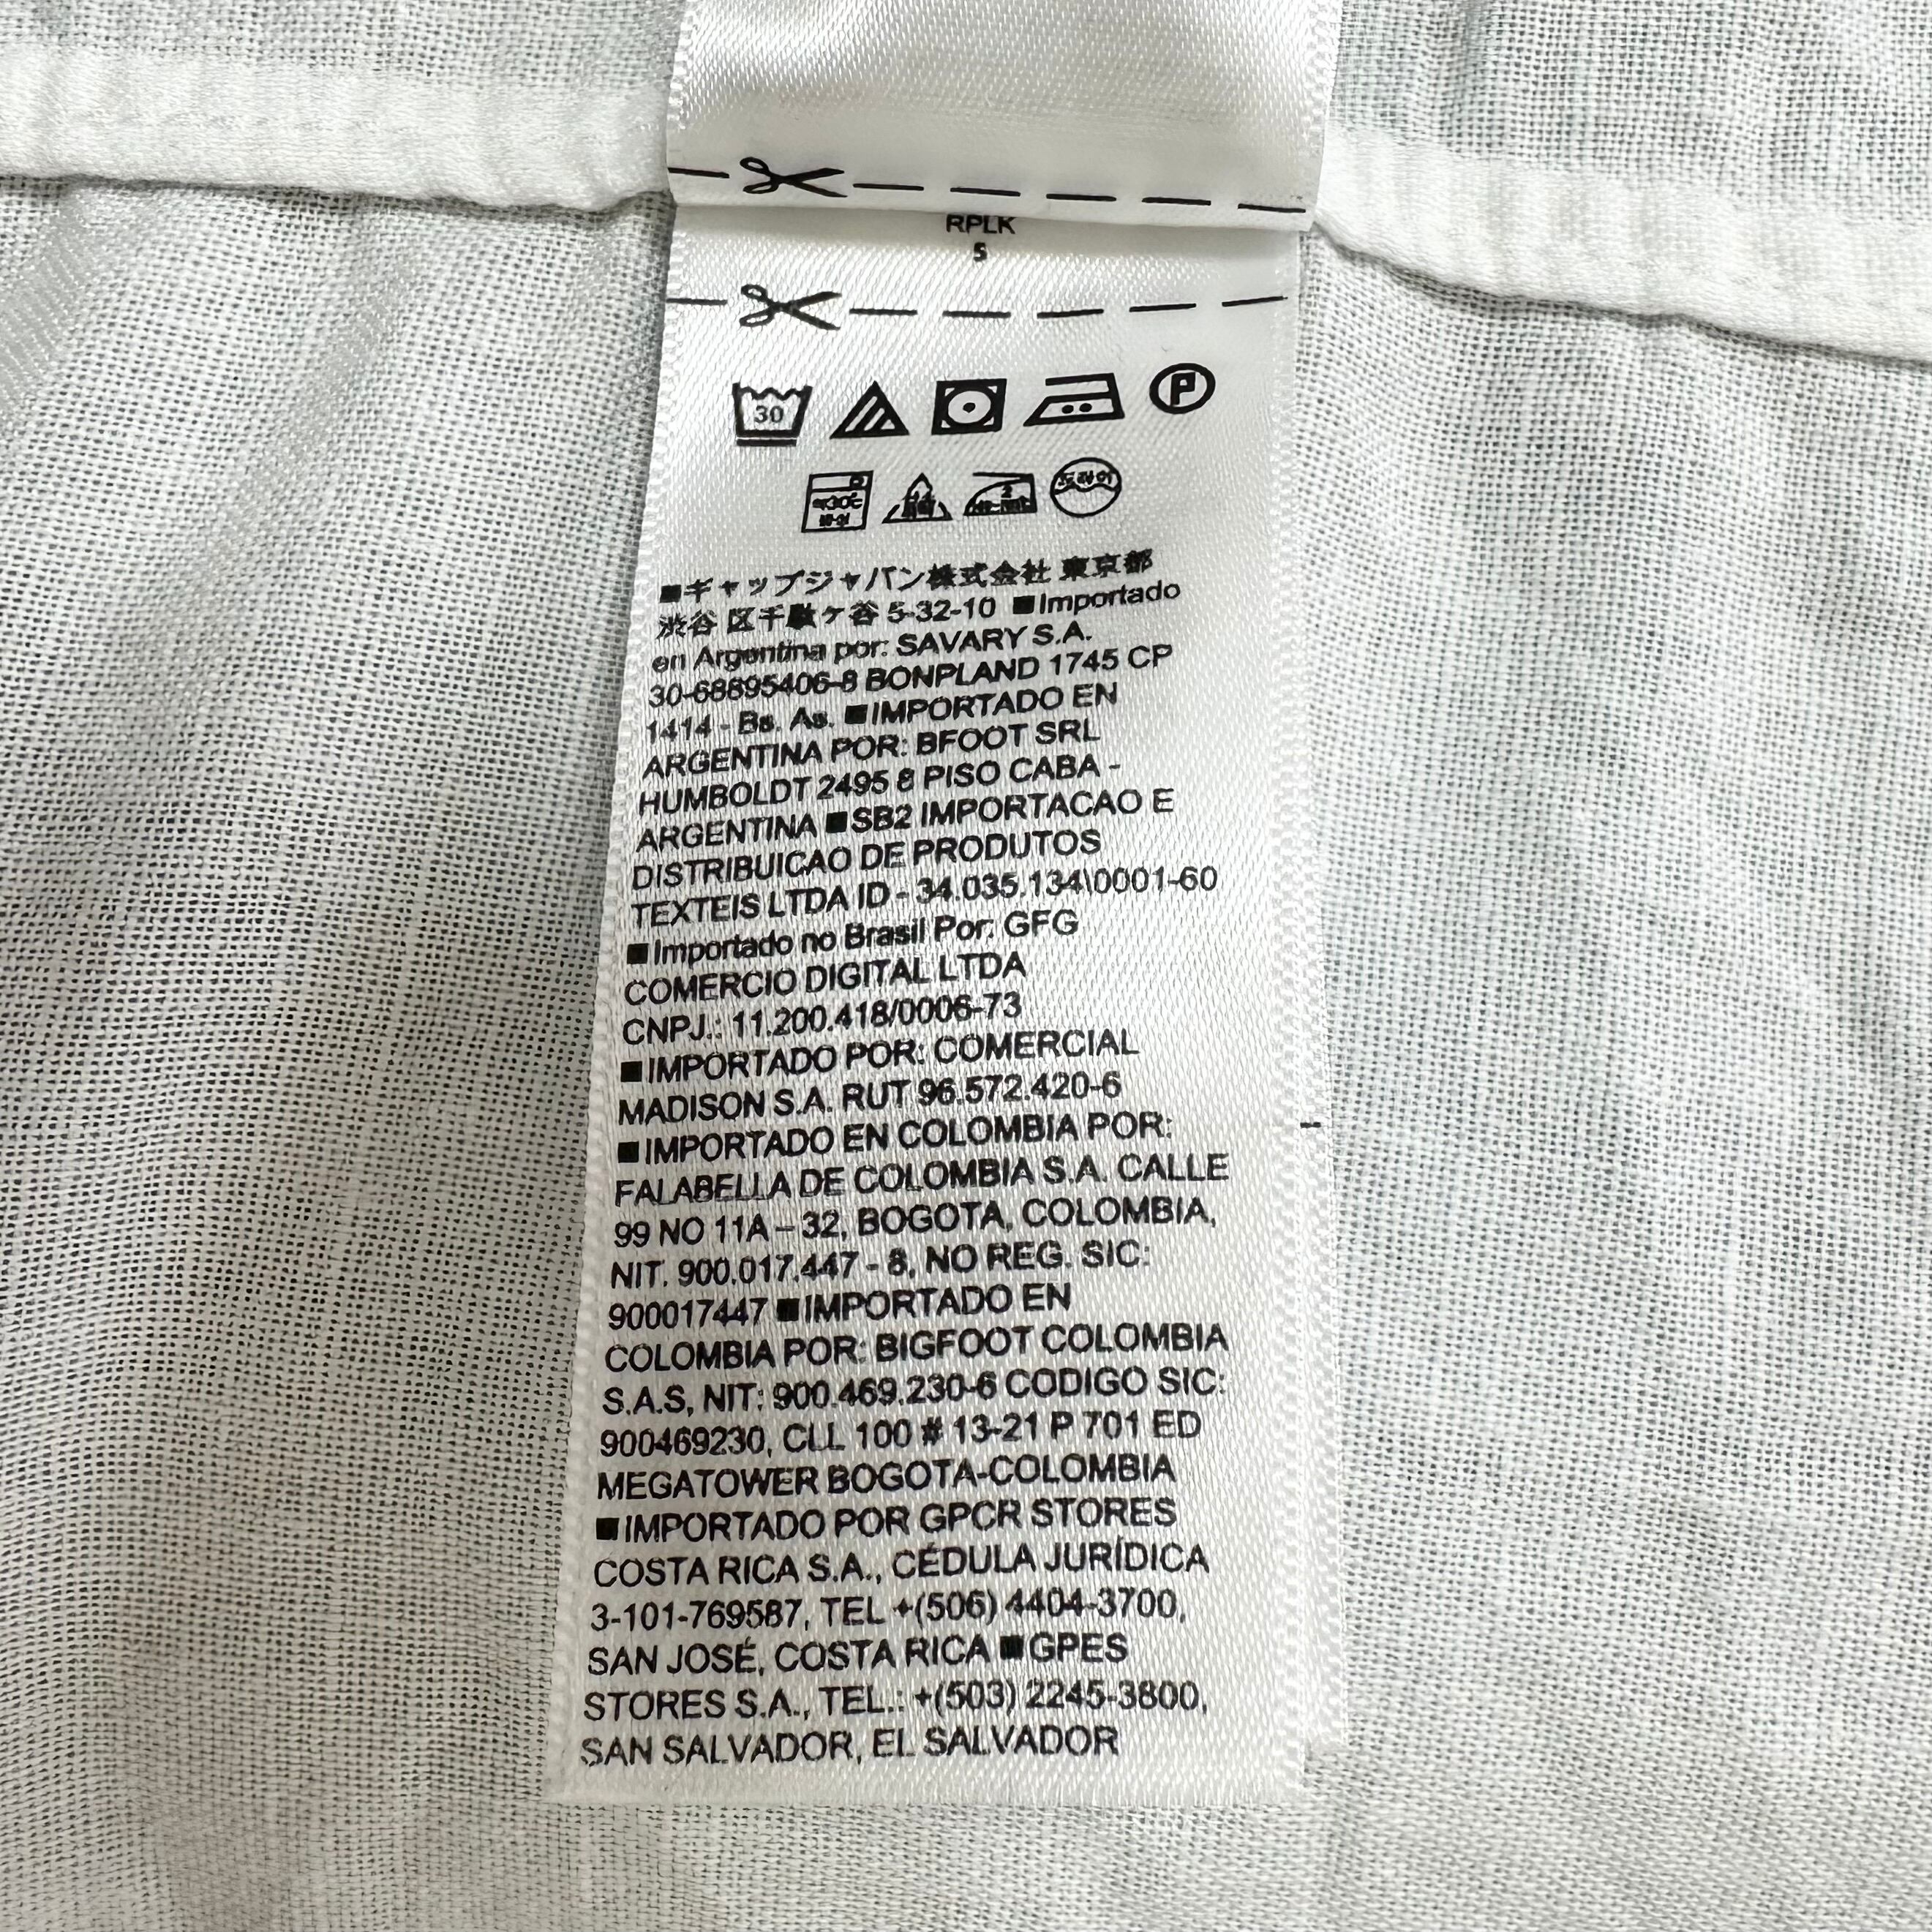 RPLK
5
30
P
■ギャップジャパン株式会社 東京都
渋谷 区千駄ヶ谷 5-32-10 ■Importado
en Argentina por: SAVARY S.A.
30-68895406-8 BONPLAND 1745 CP
1414 - Bs. As. ■IMPORTADO EN
ARGENTINA POR: BFOOT SRL
HUMBOLDT 2495 8 PISO CABA -
ARGENTINA ■SB2 IMPORTACAO E
DISTRIBUICAO DE PRODUTOS
TEXTEIS LTDA ID - 34.035.134\0001-60
■Importado no Brasil Por: GFG
COMERCIO DIGITAL LTDA
CNPJ.: 11.200.418/0006-73
■IMPORTADO POR: COMERCIAL
MADISON S.A. RUT 96.572.420-6
■IMPORTADO EN COLOMBIA POR:
FALABELLA DE COLOMBIA S.A. CALLE
99 NO 11A – 32, BOGOTA, COLOMBIA,
NIT. 900.017.447 - 8, NO REG. SIC:
900017447 ■IMPORTADO EN
COLOMBIA POR: BIGFOOT COLOMBIA
S.A.S, NIT: 900.469.230-6 CODIGO SIC:
900469230, CLL 100 # 13-21 P 701 ED
MEGATOWER BOGOTA-COLOMBIA
■IMPORTADO POR GPCR STORES
COSTA RICA S.A., CÉDULA JURÍDICA
3-101-769587, TEL +(506) 4404-3700,
SAN JOSÉ, COSTA RICA ■GPES
STORES S.A., TEL.: +(503) 2245-3800,
SAN SALVADOR, EL SALVADOR